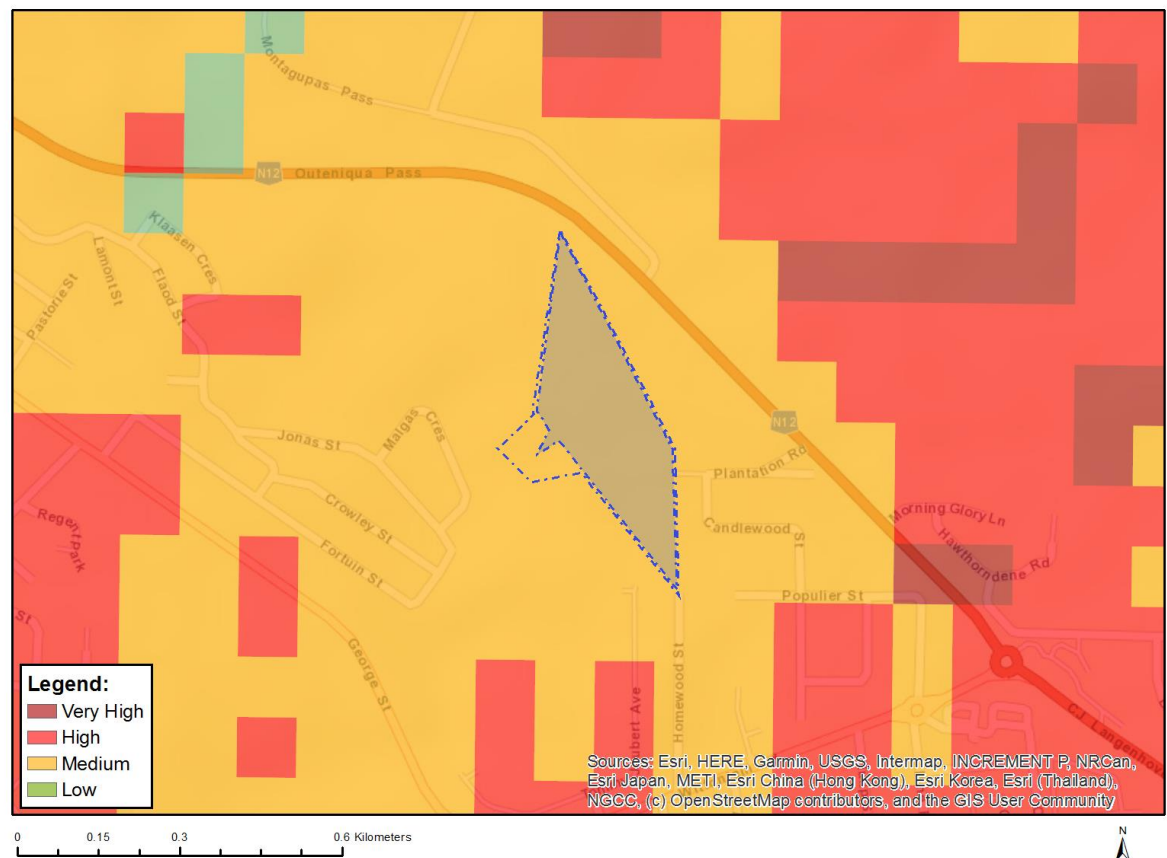 Montagupas Pass
N12
Outeniqua Pass
Klaasen Cres
Lamont St
Flaod St
Pastorie St
Jonas St
Malgas Cres
N12
Plantation Rd
Crowley St
Candlewood St
Morning Glory Ln
Hawthorndene Rd
Regent Park
Fortuin St
Populier St
St
George St
Homewood St
CJ Langenhov
Legend:
Very High
High
Medium
Low
Sources: Esri, HERE, Garmin, USGS, Intermap, INCREMENT P, NRCan,
Esri Japan, METI, Esri China (Hong Kong), Esri Korea, Esri (Thailand),
NGCC, (c) OpenStreetMap contributors, and the GIS User Community
0 0.15 0.3 0.6 Kilometers
N